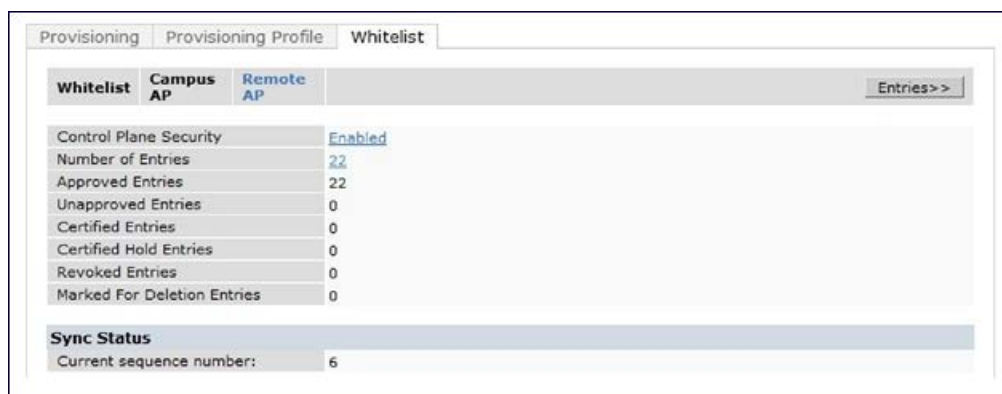 Provisioning Provisioning Profile Whitelist
Whitelist Campus AP Remote AP Entries>>
Control Plane Security Enabled
Number of Entries 22
Approved Entries 22
Unapproved Entries 0
Certified Entries 0
Certified Hold Entries 0
Revoked Entries 0
Marked For Deletion Entries 0
Sync Status
Current sequence number: 6